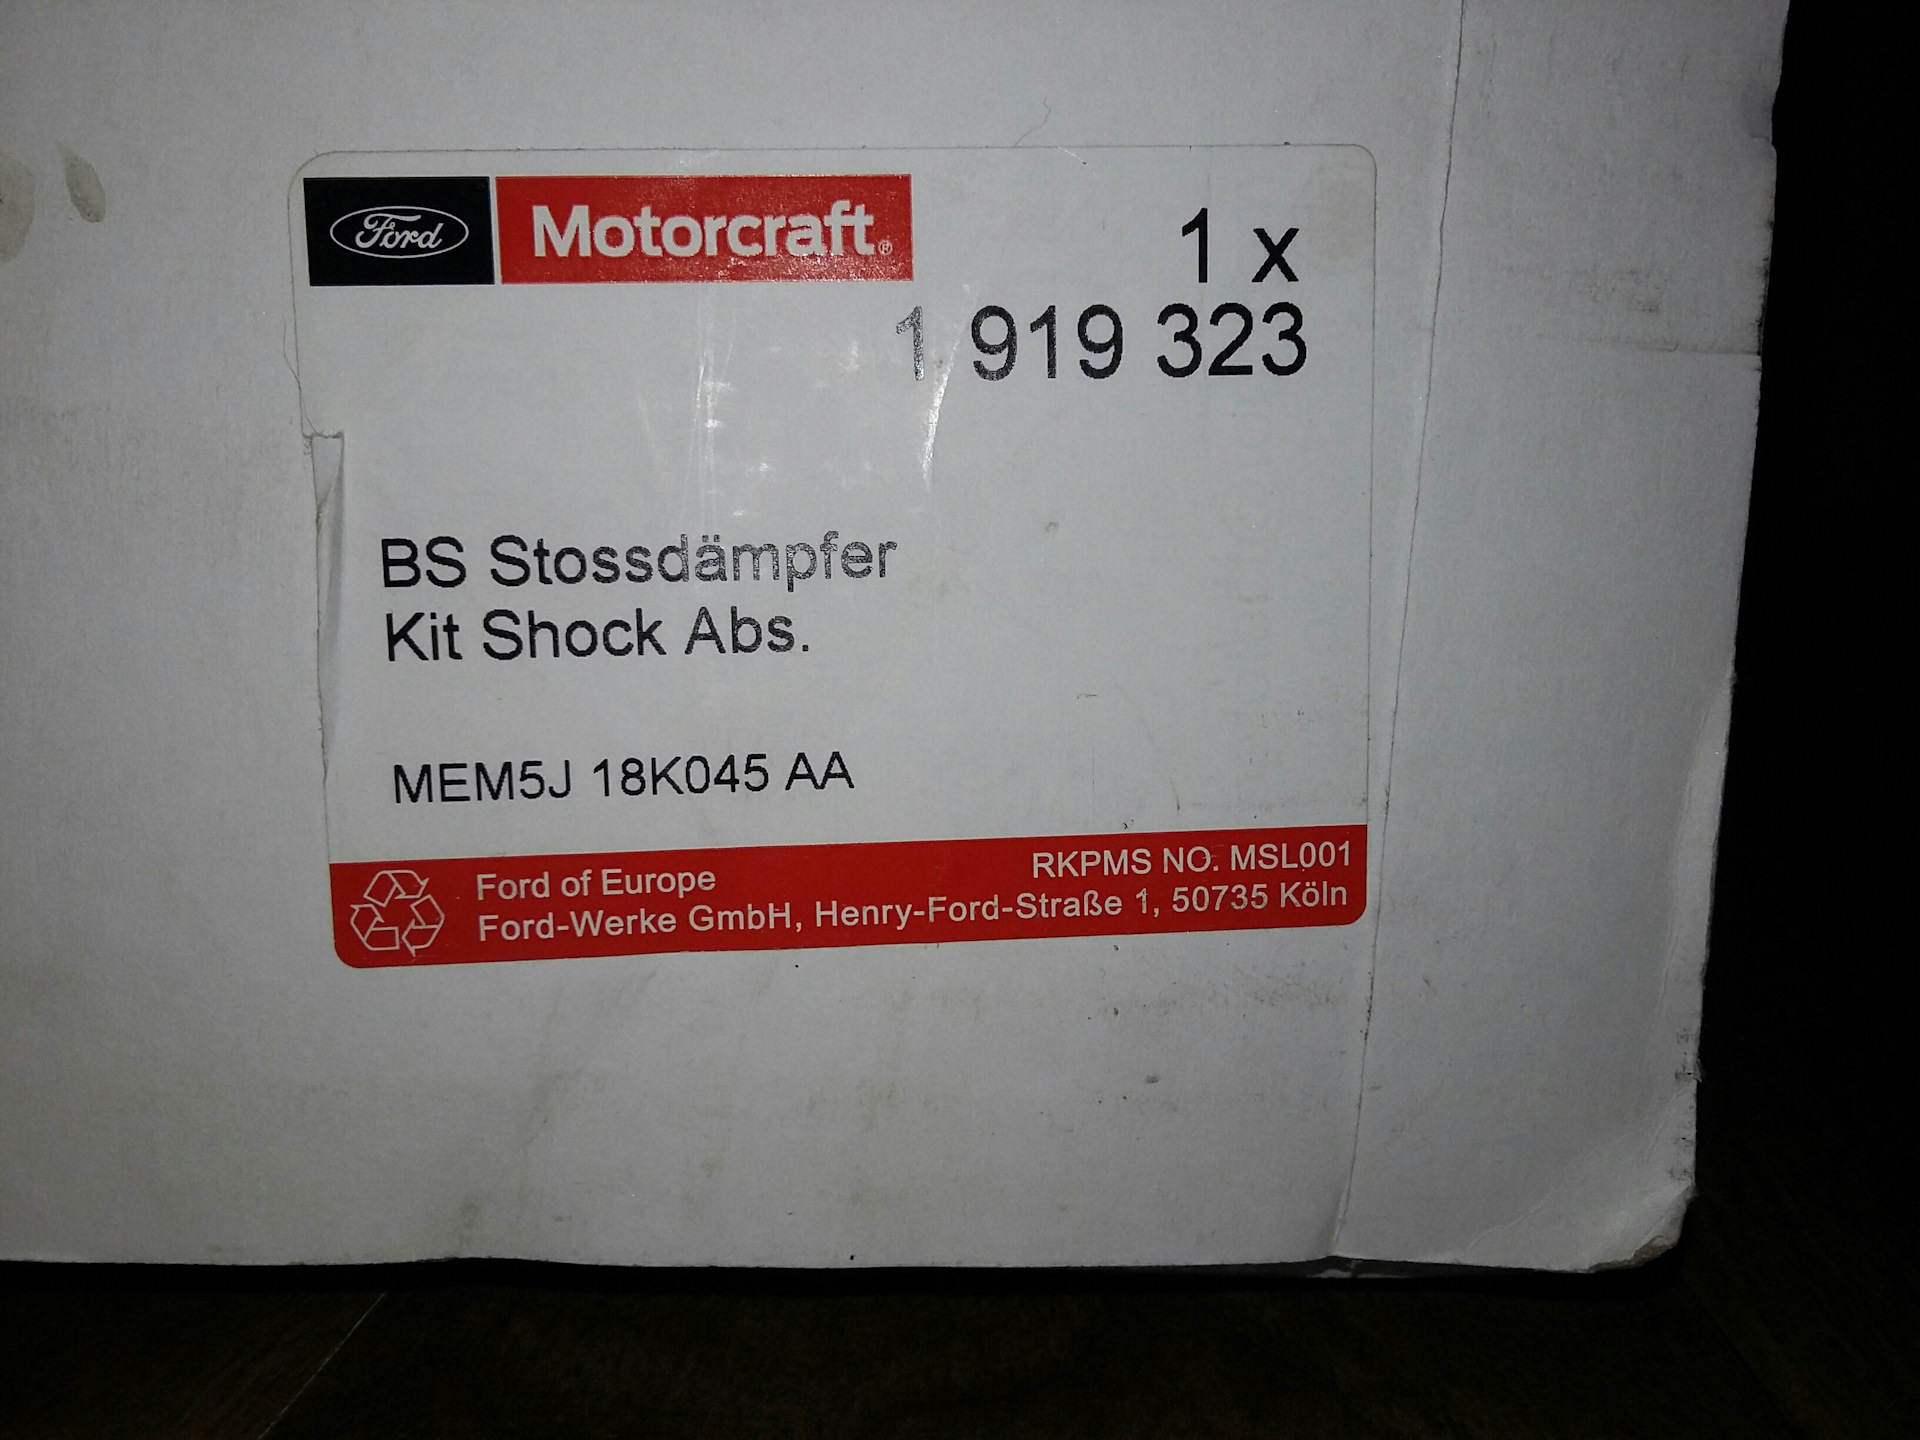 Ford Motorcraft®
1 x
1 919 323
BS Stossdämpfer
Kit Shock Abs.
MEM5J 18K045 AA
Ford of Europe
RKPMS NO. MSL001
Ford-Werke GmbH, Henry-Ford-Straße 1, 50735 Köln